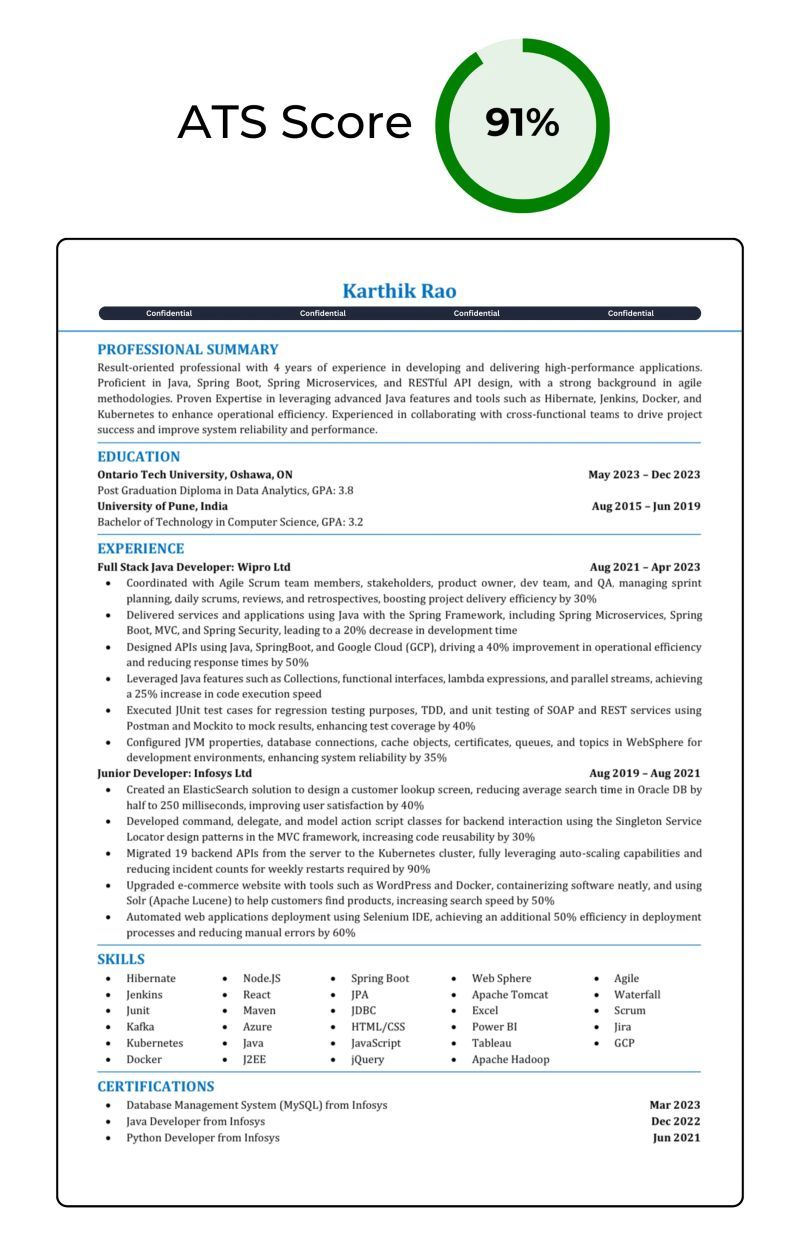 ATS Score 91%
Karthik Rao
Confidential Confidential Confidential Confidential
PROFESSIONAL SUMMARY
Result-oriented professional with 4 years of experience in developing and delivering high-performance applications.
Proficient in Java, Spring Boot, Spring Microservices, and RESTful API design, with a strong background in agile
methodologies. Proven Expertise in leveraging advanced Java features and tools such as Hibernate, Jenkins, Docker, and
Kubernetes to enhance operational efficiency. Experienced in collaborating with cross-functional teams to drive project
success and improve system reliability and performance.
EDUCATION
Ontario Tech University, Oshawa, ON May 2023 – Dec 2023
Post Graduation Diploma in Data Analytics, GPA: 3.8
University of Pune, India Aug 2015 – Jun 2019
Bachelor of Technology in Computer Science, GPA: 3.2
EXPERIENCE
Full Stack Java Developer: Wipro Ltd Aug 2021 – Apr 2023
• Coordinated with Agile Scrum team members, stakeholders, product owner, dev team, and QA, managing sprint
planning, daily scrums, reviews, and retrospectives, boosting project delivery efficiency by 30%
• Delivered services and applications using Java with the Spring Framework, including Spring Microservices, Spring
Boot, MVC, and Spring Security, leading to a 20% decrease in development time
• Designed APIs using Java, SpringBoot, and Google Cloud (GCP), driving a 40% improvement in operational efficiency
and reducing response times by 50%
• Leveraged Java features such as Collections, functional interfaces, lambda expressions, and parallel streams, achieving
a 25% increase in code execution speed
• Executed JUnit test cases for regression testing purposes, TDD, and unit testing of SOAP and REST services using
Postman and Mockito to mock results, enhancing test coverage by 40%
• Configured JVM properties, database connections, cache objects, certificates, queues, and topics in WebSphere for
development environments, enhancing system reliability by 35%
Junior Developer: Infosys Ltd Aug 2019 – Aug 2021
• Created an ElasticSearch solution to design a customer lookup screen, reducing average search time in Oracle DB by
half to 250 milliseconds, improving user satisfaction by 40%
• Developed command, delegate, and model action script classes for backend interaction using the Singleton Service
Locator design patterns in the MVC framework, increasing code reusability by 30%
• Migrated 19 backend APIs from the server to the Kubernetes cluster, fully leveraging auto-scaling capabilities and
reducing incident counts for weekly restarts required by 90%
• Upgraded e-commerce website with tools such as WordPress and Docker, containerizing software neatly, and using
Solr (Apache Lucene) to help customers find products, increasing search speed by 50%
• Automated web applications deployment using Selenium IDE, achieving an additional 50% efficiency in deployment
processes and reducing manual errors by 60%
SKILLS
• Hibernate • Node.JS • Spring Boot • Web Sphere • Agile
• Jenkins • React • JPA • Apache Tomcat • Waterfall
• Junit • Maven • JDBC • Excel • Scrum
• Kafka • Azure • HTML/CSS • Power BI • Jira
• Kubernetes • Java • JavaScript • Tableau • GCP
• Docker • J2EE • jQuery • Apache Hadoop
CERTIFICATIONS
• Database Management System (MySQL) from Infosys Mar 2023
• Java Developer from Infosys Dec 2022
• Python Developer from Infosys Jun 2021